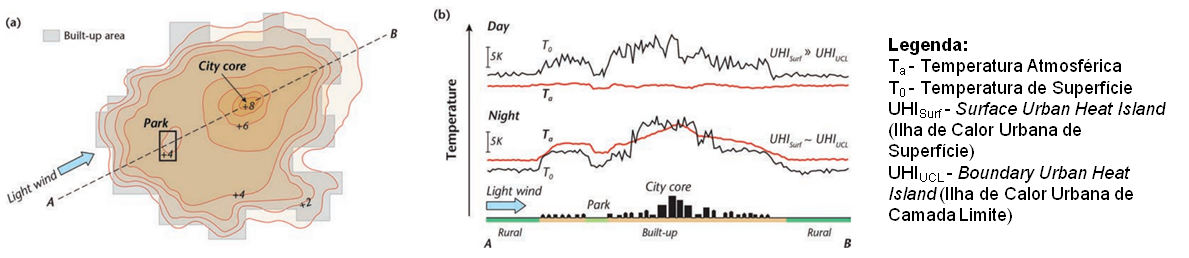 (a)
Built-up area
B
City core
+8
+6
Park
+4
Light wind
A
+4
+2
(b)
Temperature
Day
5K
T0
UHISurf » UHIUCL
Ta
Night
5K
Ta
UHISurf ~ UHIUCL
T0
Light wind
City core
Park
Rural
Built-up
Rural
A
B
Legenda:
Ta - Temperatura Atmosférica
T0 - Temperatura de Superfície
UHISurf - Surface Urban Heat Island
(Ilha de Calor Urbana de
Superfície)
UHIUCL - Boundary Urban Heat
Island (Ilha de Calor Urbana de
Camada Limite)